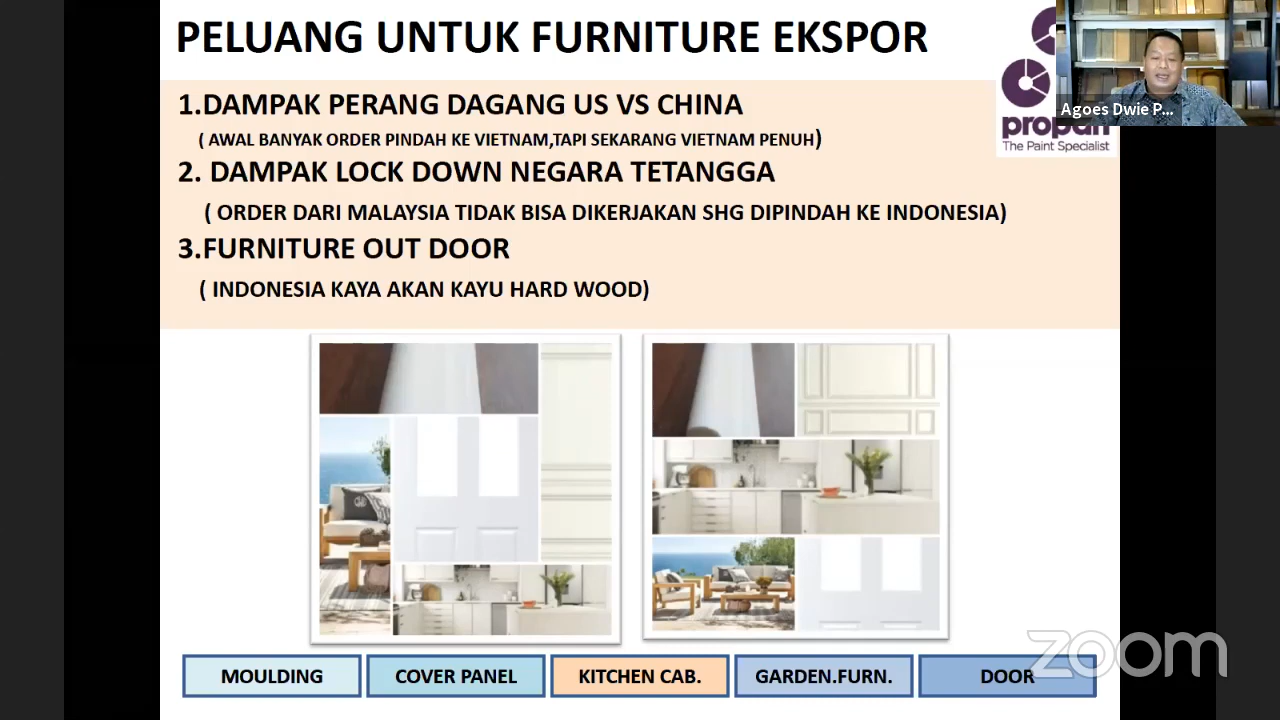 PELUANG UNTUK FURNITURE EKSPOR
1.DAMPAK PERANG DAGANG US VS CHINA
( AWAL BANYAK ORDER PINDAH KE VIETNAM,TAPI SEKARANG VIETNAM PENUH)
2. DAMPAK LOCK DOWN NEGARA TETANGGA
( ORDER DARI MALAYSIA TIDAK BISA DIKERJAKAN SHG DIPINDAH KE INDONESIA)
3.FURNITURE OUT DOOR
( INDONESIA KAYA AKAN KAYU HARD WOOD)
Agoes Dwie P...
propan
The Paint Specialist
MOULDING
COVER PANEL
KITCHEN CAB.
GARDEN.FURN.
DOOR
zoom